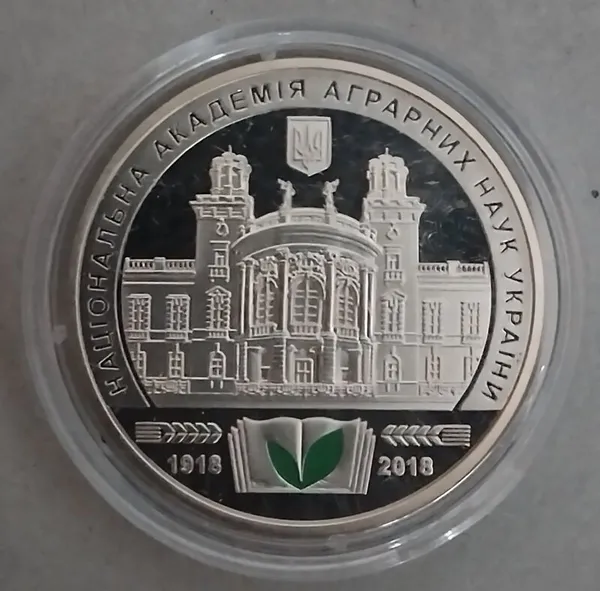 НАЦІОНАЛЬНА АКАДЕМІЯ АГРАРНИХ НАУК УКРАЇНИ
1918 2018